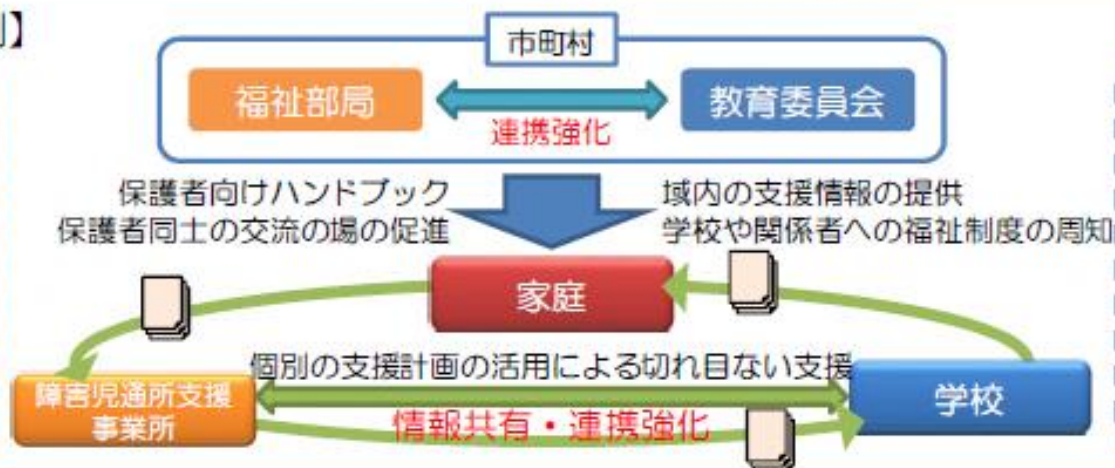 】
市町村
福祉部局
教育委員会
連携強化
保護者向けハンドブック
保護者同士の交流の場の促進
域内の支援情報の提供
学校や関係者への福祉制度の周知
家庭
個別の支援計画の活用による切れ目ない支援
障害児通所支援
事業所
学校
情報共有・連携強化